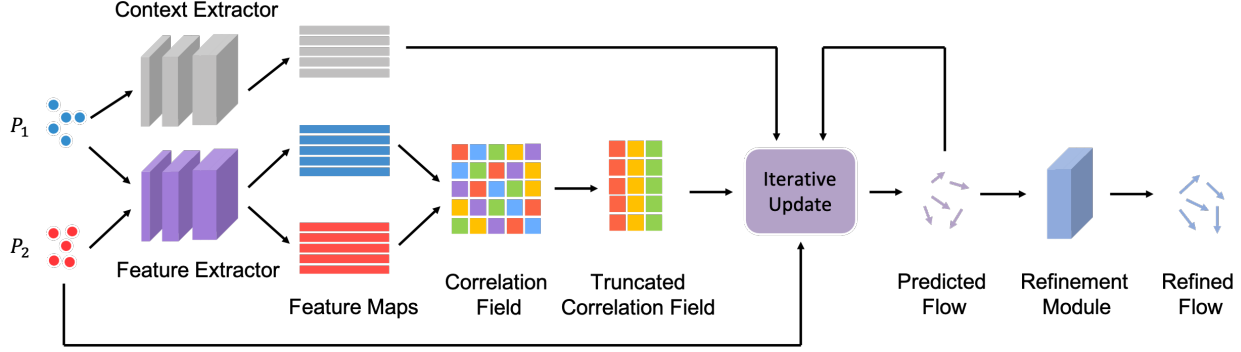 Context Extractor
P1
P2
Feature Extractor
Feature Maps
Correlation
Field
Truncated
Correlation Field
Iterative
Update
Predicted
Flow
Refinement
Module
Refined
Flow